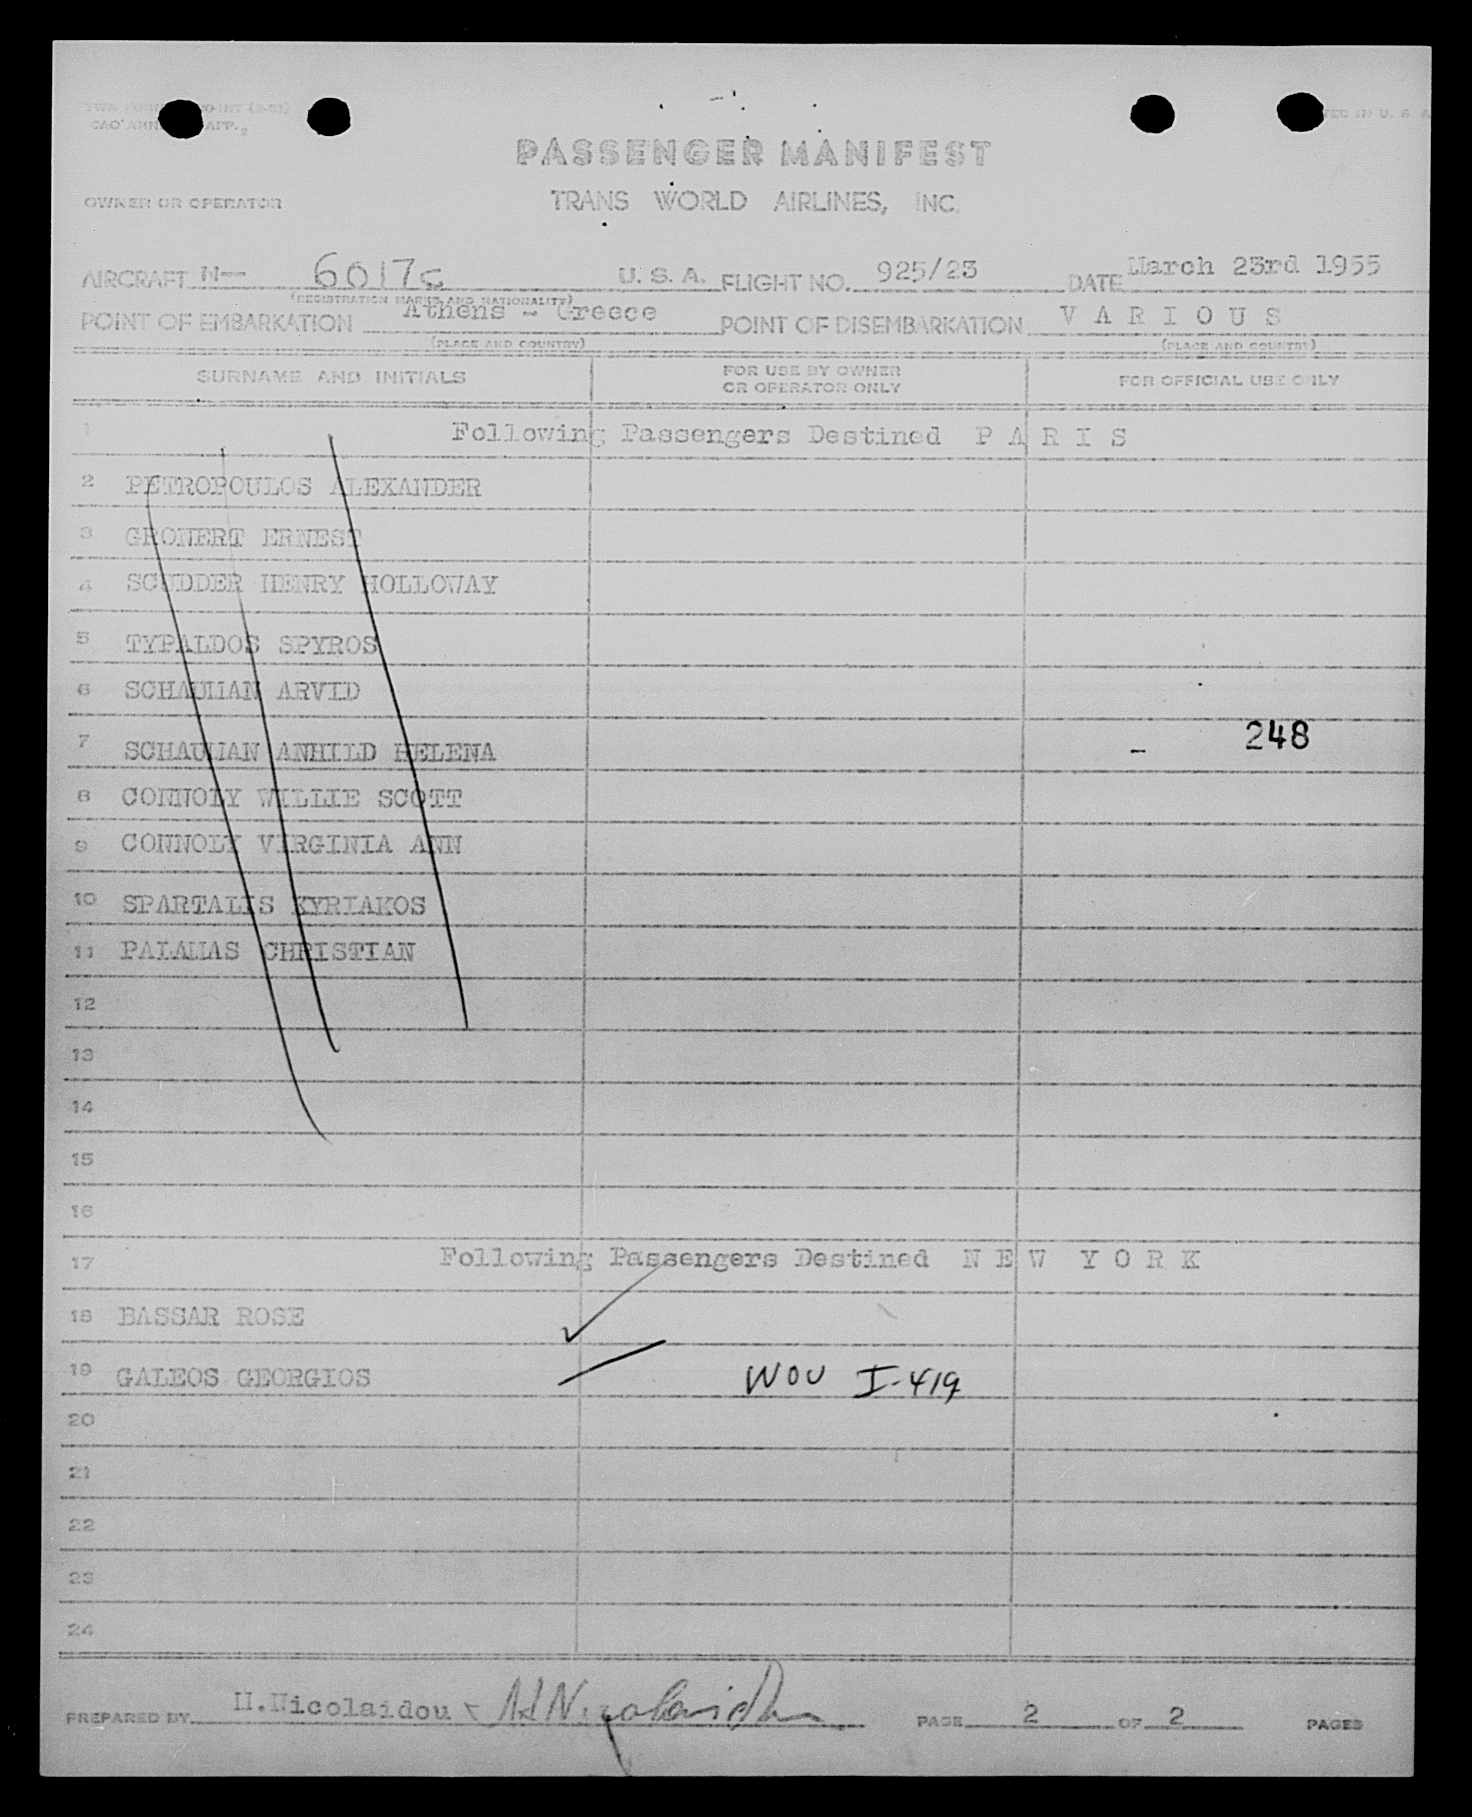 PASSENGER MANIFEST
OWNER OR OPERATOR TRANS WORLD AIRLINES, INC.
AIRCRAFT N-- 6017c U. S. A. FLIGHT NO. 925/23 DATE March 23rd 1955
(REGISTRATION MARKS AND NATIONALITY)
POINT OF EMBARKATION Athens - Greece POINT OF DISEMBARKATION V A R I O U S
(PLACE AND COUNTRY) (PLACE AND COUNTRY)
SURNAME AND INITIALS FOR USE BY OWNER OR OPERATOR ONLY FOR OFFICIAL USE ONLY
1 Following Passengers Destined P A R I S
2 PETROPOULOS ALEXANDER
3 GRONERT ERNEST
4 SCUDDER HENRY HOLLOWAY
5 TYPALDOS SPYROS
6 SCHAUMAN ARVID
7 SCHAUMAN ANHILD HELENA - 248
8 CONNOLY WILLIE SCOTT
9 CONNOLY VIRGINIA ANN
10 SPARTALIS KYRIAKOS
11 PALAMAS CHRISTIAN
12
13
14
15
16
17 Following Passengers Destined N E W Y O R K
18 BASSAR ROSE
19 GALEOS GEORGIOS WOU I-419
20
21
22
23
24
PREPARED BY M.Nicolaidou PAGE 2 OF 2 PAGES